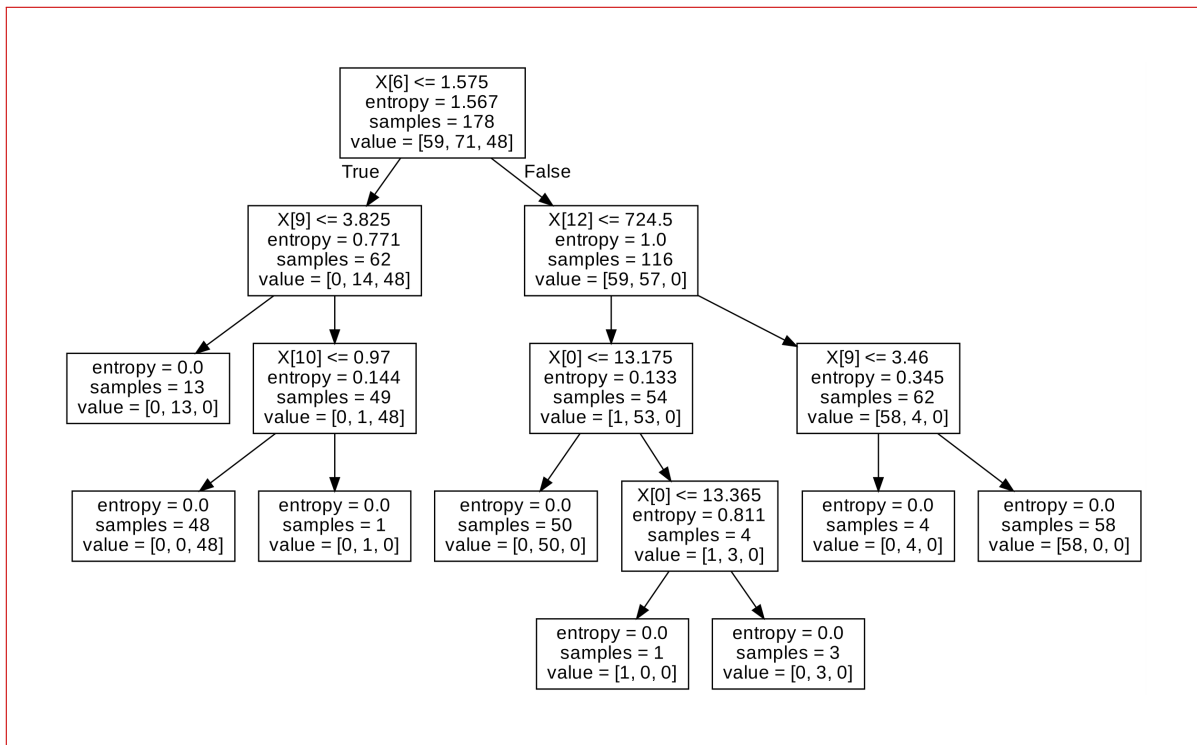 X[6] <= 1.575
entropy = 1.567
samples = 178
value = [59, 71, 48]
True
False
X[9] <= 3.825
entropy = 0.771
samples = 62
value = [0, 14, 48]
X[12] <= 724.5
entropy = 1.0
samples = 116
value = [59, 57, 0]
entropy = 0.0
samples = 13
value = [0, 13, 0]
X[10] <= 0.97
entropy = 0.144
samples = 49
value = [0, 1, 48]
X[0] <= 13.175
entropy = 0.133
samples = 54
value = [1, 53, 0]
X[9] <= 3.46
entropy = 0.345
samples = 62
value = [58, 4, 0]
entropy = 0.0
samples = 48
value = [0, 0, 48]
entropy = 0.0
samples = 1
value = [0, 1, 0]
entropy = 0.0
samples = 50
value = [0, 50, 0]
X[0] <= 13.365
entropy = 0.811
samples = 4
value = [1, 3, 0]
entropy = 0.0
samples = 4
value = [0, 4, 0]
entropy = 0.0
samples = 58
value = [58, 0, 0]
entropy = 0.0
samples = 1
value = [1, 0, 0]
entropy = 0.0
samples = 3
value = [0, 3, 0]